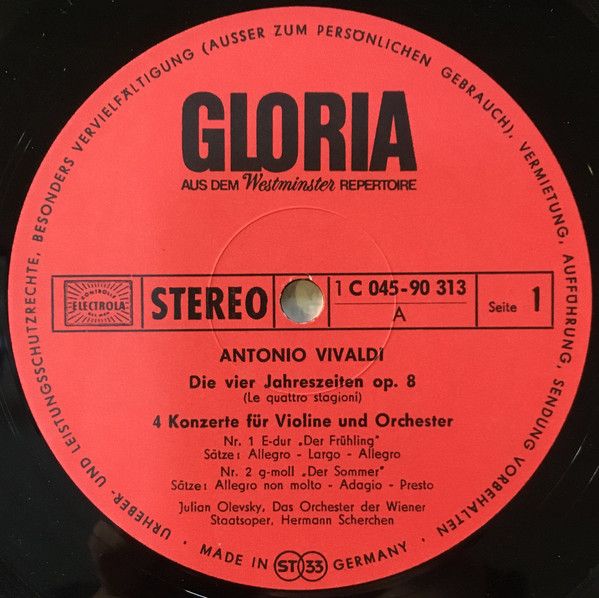 URHEBER- UND LEISTUNGSSCHUTZRECHTE, BESONDERS VERVIELFÄLTIGUNG (AUSSER ZUM PERSÖNLICHEN GEBRAUCH), VERMIETUNG, AUFFÜHRUNG, SENDUNG VORBEHALTEN
GLORIA
AUS DEM Westminster REPERTOIRE
ELECTROLA
STEREO
1 C 045-90 313
A
Seite 1
ANTONIO VIVALDI
Die vier Jahreszeiten op. 8
(Le quattro stagioni)
4 Konzerte für Violine und Orchester
Nr. 1 E-dur „Der Frühling"
Sätze: Allegro - Largo - Allegro
Nr. 2 g-moll „Der Sommer"
Sätze: Allegro non molto - Adagio - Presto
Julian Olevsky, Das Orchester der Wiener
Staatsoper, Hermann Scherchen
• MADE IN ST 33 GERMANY •